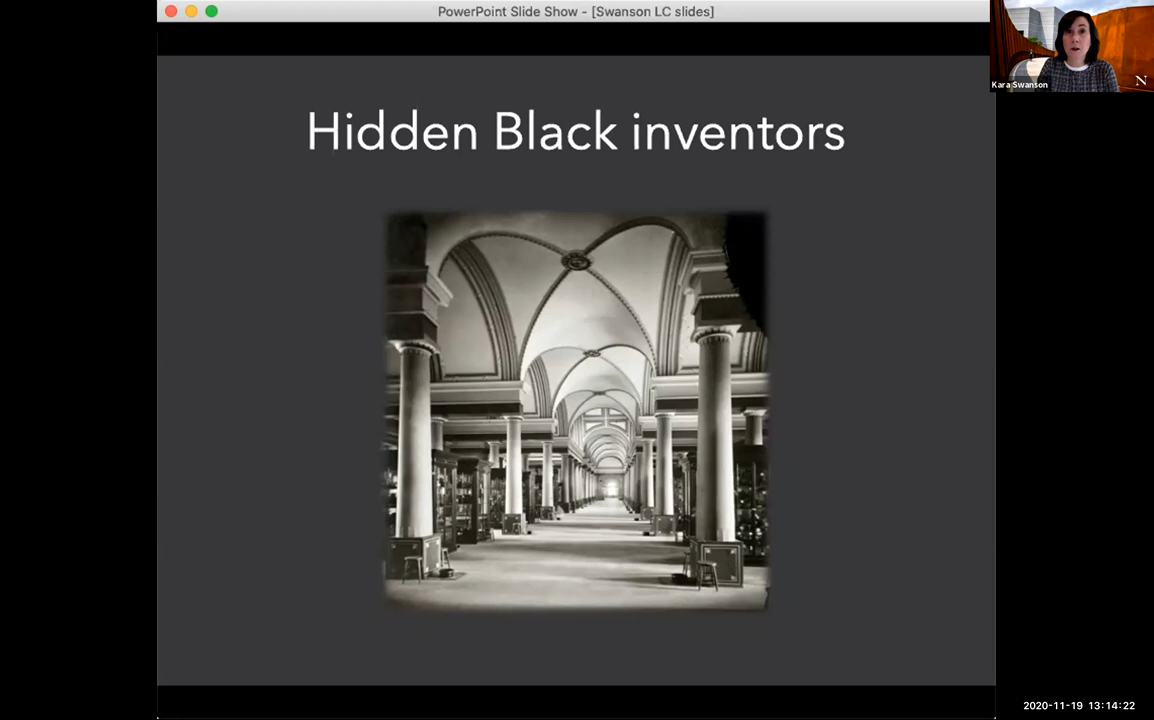 PowerPoint Slide Show - [Swanson LC slides]
Hidden Black inventors
Kara Swanson
N
2020-11-19 13:14:22